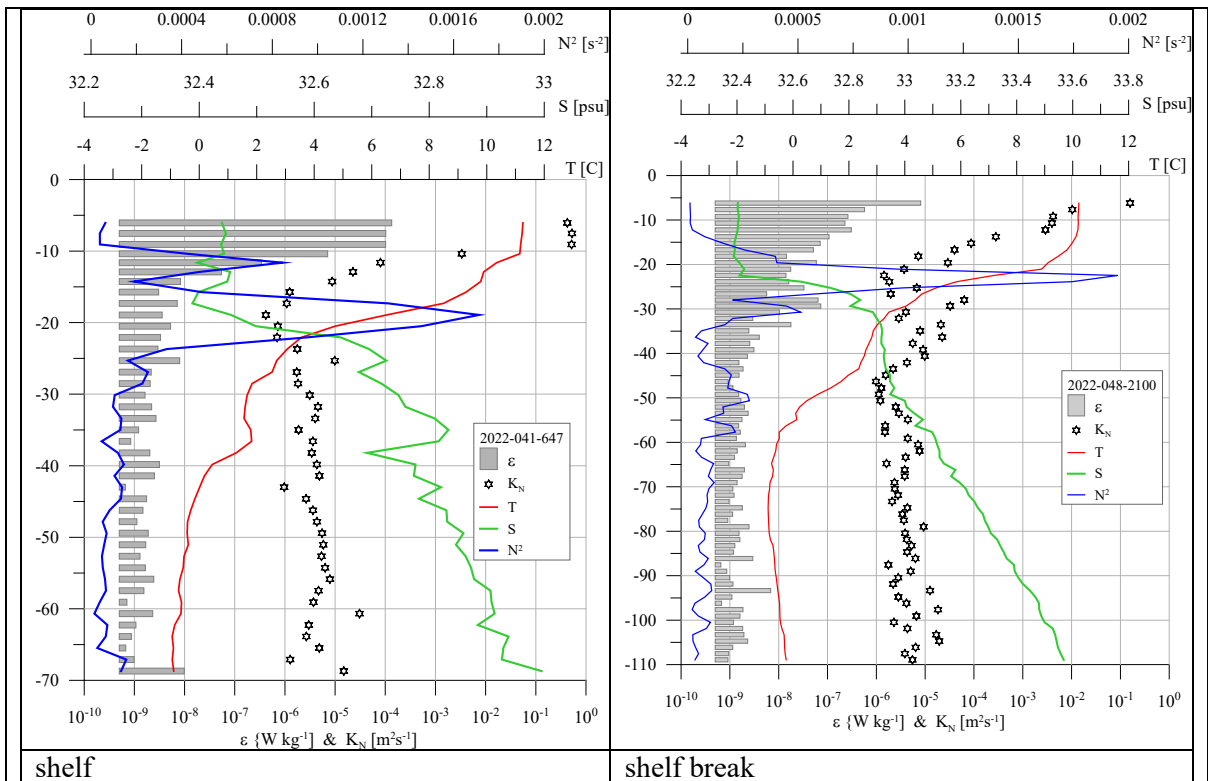 0 0.0004 0.0008 0.0012 0.0016 0.002
N² [s⁻²]
32.2 32.4 32.6 32.8 33
S [psu]
-4 -2 0 2 4 6 8 10 12
T [C]
0
-10
-20
-30
-40
-50
-60
-70
2022-041-647
ε
K_N
T
S
N²
10⁻¹⁰ 10⁻⁹ 10⁻⁸ 10⁻⁷ 10⁻⁶ 10⁻⁵ 10⁻⁴ 10⁻³ 10⁻² 10⁻¹ 10⁰
ε {W kg⁻¹} & K_N [m²s⁻¹]
shelf
0 0.0005 0.001 0.0015 0.002
N² [s⁻²]
32.2 32.4 32.6 32.8 33 33.2 33.4 33.6 33.8
S [psu]
-4 -2 0 2 4 6 8 10 12
T [C]
0
-10
-20
-30
-40
-50
-60
-70
-80
-90
-100
-110
2022-048-2100
ε
K_N
T
S
N²
10⁻¹⁰ 10⁻⁹ 10⁻⁸ 10⁻⁷ 10⁻⁶ 10⁻⁵ 10⁻⁴ 10⁻³ 10⁻² 10⁻¹ 10⁰
ε {W kg⁻¹} & K_N [m²s⁻¹]
shelf break